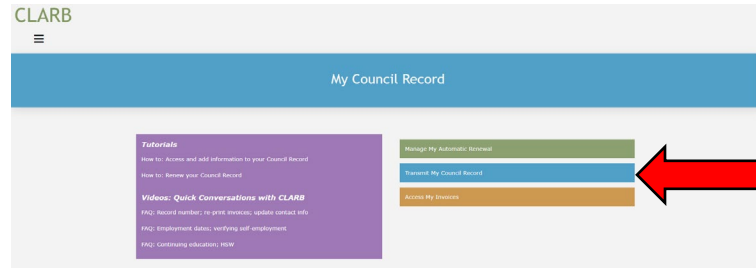 CLARB
My Council Record
Tutorials
How to: Access and add information to your Council Record
How to: Renew your Council Record
Videos: Quick Conversations with CLARB
FAQ: Record number; re-print invoices; update contact info
FAQ: Employment dates; verifying self-employment
FAQ: Continuing education; HSW
Manage My Automatic Renewal
Transmit My Council Record
Access My Invoices